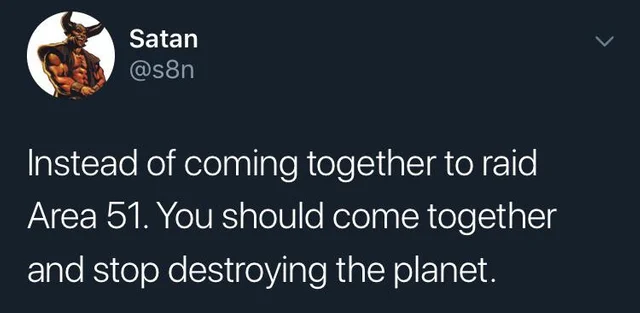 Satan
@s8n
Instead of coming together to raid
Area 51. You should come together
and stop destroying the planet.